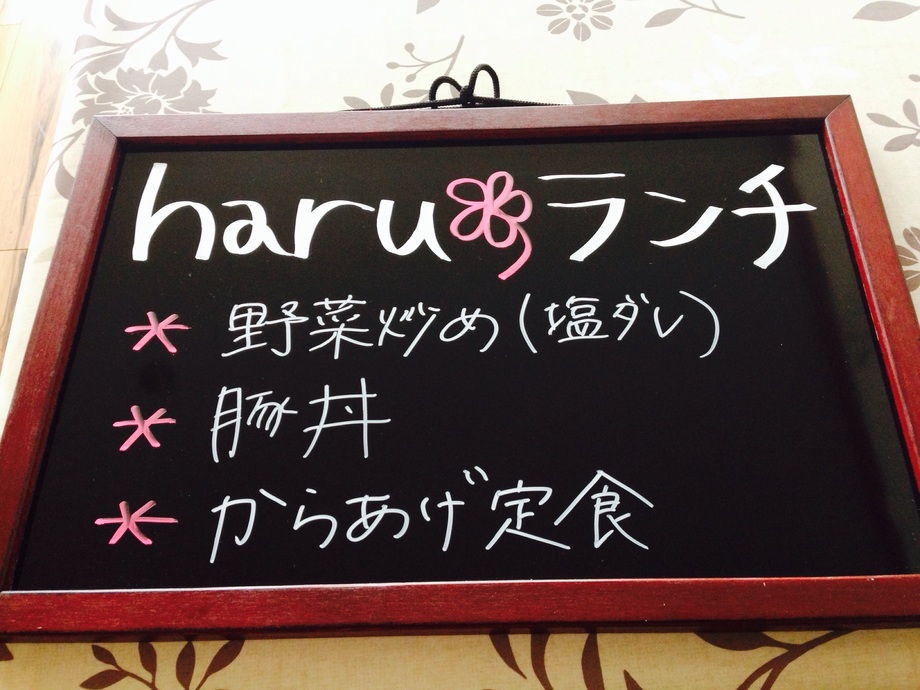 haru ランチ
* 野菜炒め(塩ダレ)
* 豚丼
* からあげ定食